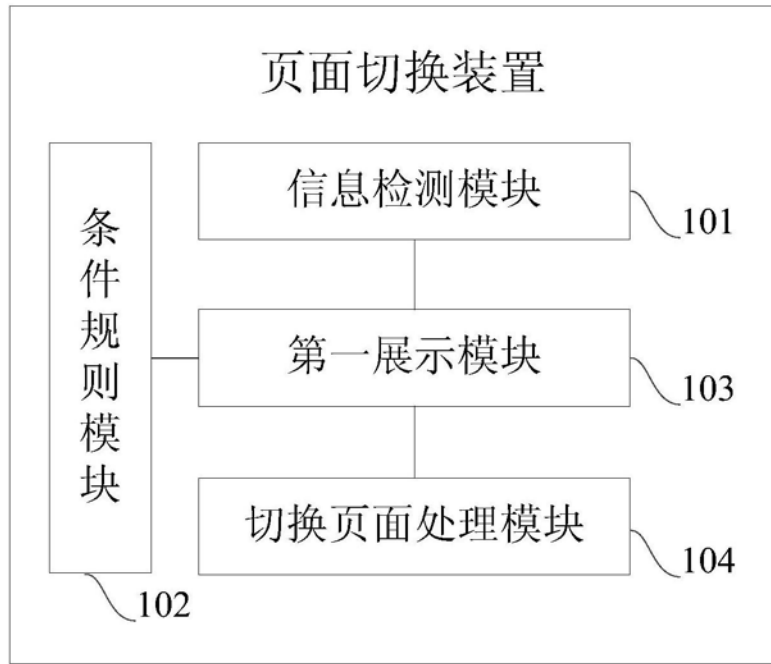 页面切换装置
信息检测模块
101
条件规则模块
102
第一展示模块
103
切换页面处理模块
104